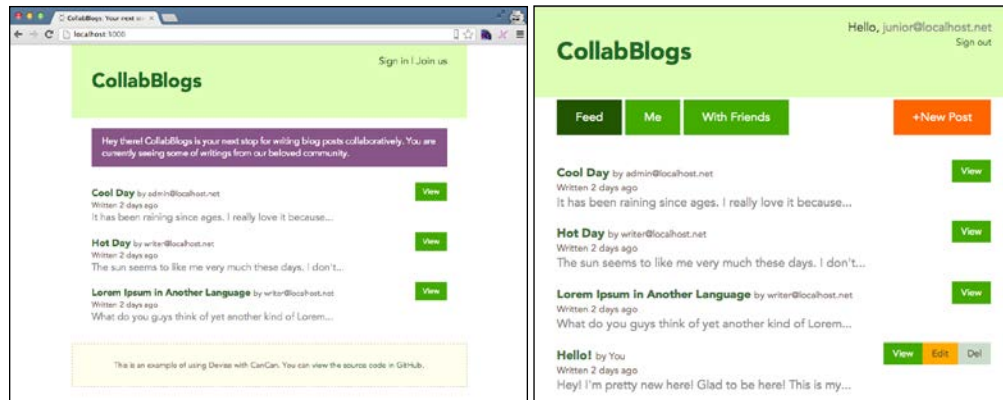 CollabBlogs. Your next st
localhost:3000
Sign in | Join us
CollabBlogs
Hey there! CollabBlogs is your next stop for writing blog posts collaboratively. You are
currently seeing some of writings from our beloved community.
Cool Day by admin@localhost.net
View
Written 2 days ago
It has been raining since ages. I really love it because...
Hot Day by writer@localhost.net
View
Written 2 days ago
The sun seems to like me very much these days. I don't...
Lorem Ipsum in Another Language by writer@localhost.net
View
Written 2 days ago
What do you guys think of yet another kind of Lorem...
This is an example of using Devise with CanCan. You can view the source code in GitHub.
Hello, junior@localhost.net
Sign out
CollabBlogs
Feed Me With Friends +New Post
Cool Day by admin@localhost.net
View
Written 2 days ago
It has been raining since ages. I really love it because...
Hot Day by writer@localhost.net
View
Written 2 days ago
The sun seems to like me very much these days. I don't...
Lorem Ipsum in Another Language by writer@localhost.net
View
Written 2 days ago
What do you guys think of yet another kind of Lorem...
Hello! by You
View Edit Del
Written 2 days ago
Hey! I'm pretty new here! Glad to be here! This is my...